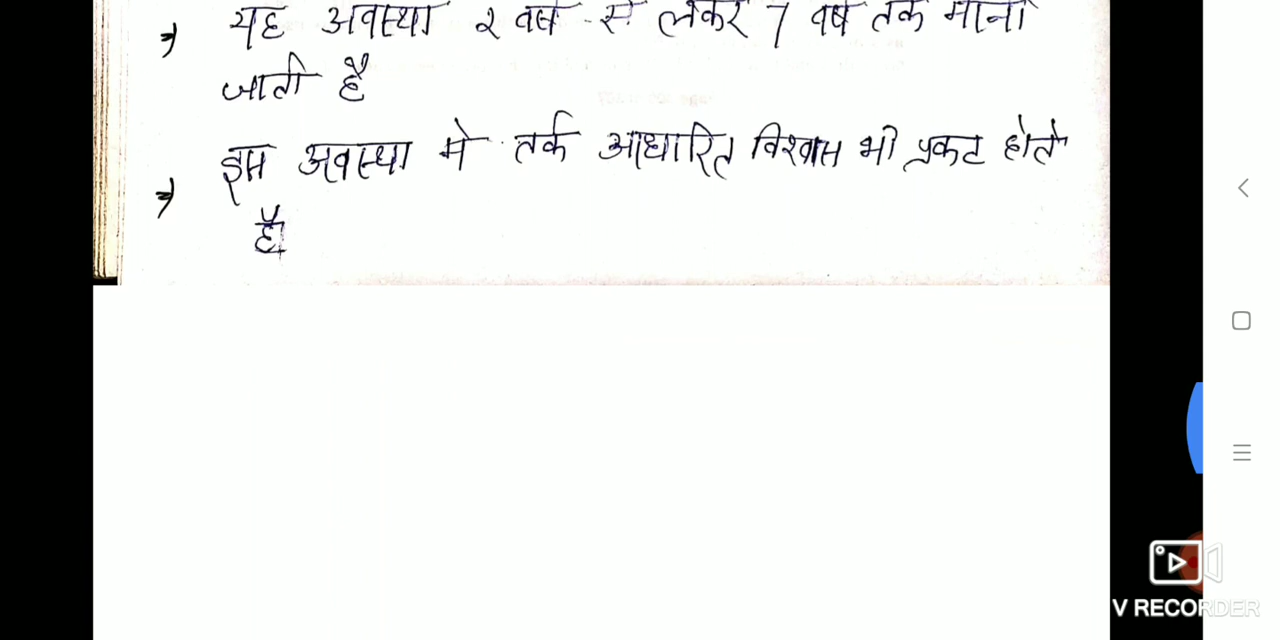 → यह अवस्था 2 वर्ष से लेकर 7 वर्ष तक मानी
जाती है
→ इस अवस्था मे तर्क आधारित विश्वास भी प्रकट होते
है।
V RECORDER